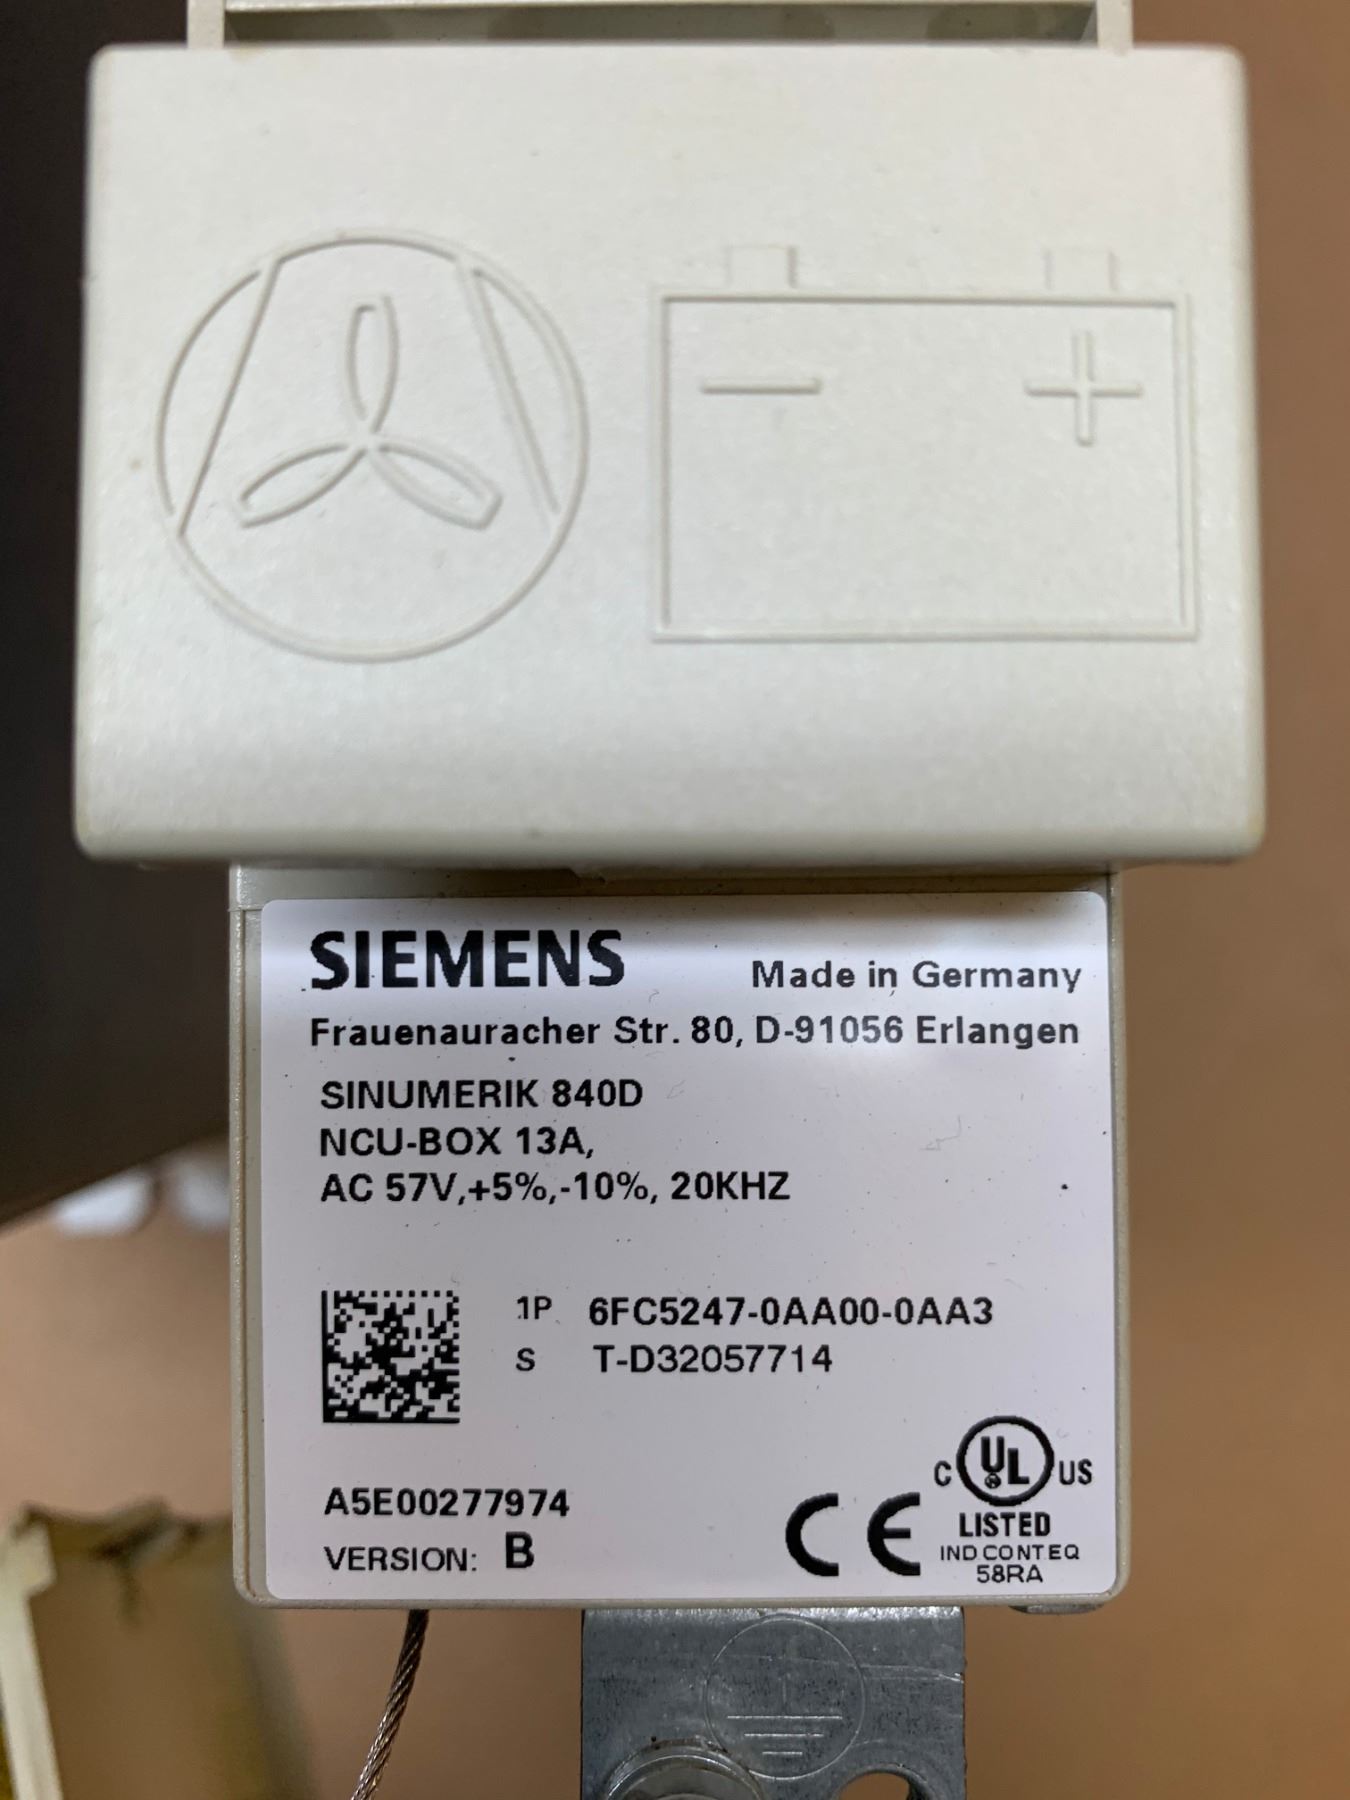 SIEMENS
Made in Germany
Frauenauracher Str. 80, D-91056 Erlangen
SINUMERIK 840D
NCU-BOX 13A,
AC 57V,+5%,-10%, 20KHZ
1P 6FC5247-0AA00-0AA3
S T-D32057714
A5E00277974
VERSION: B
CE
C UL US
LISTED
IND.CONT.EQ
58RA